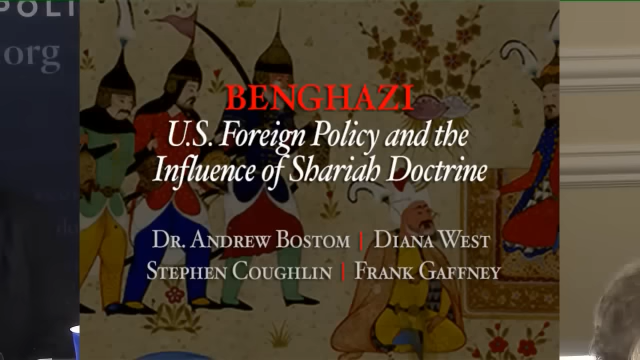 POLI
org
BENGHAZI
U.S. Foreign Policy and the
Influence of Shariah Doctrine
DR. ANDREW BOSTOM | DIANA WEST
STEPHEN COUGHLIN | FRANK GAFFNEY